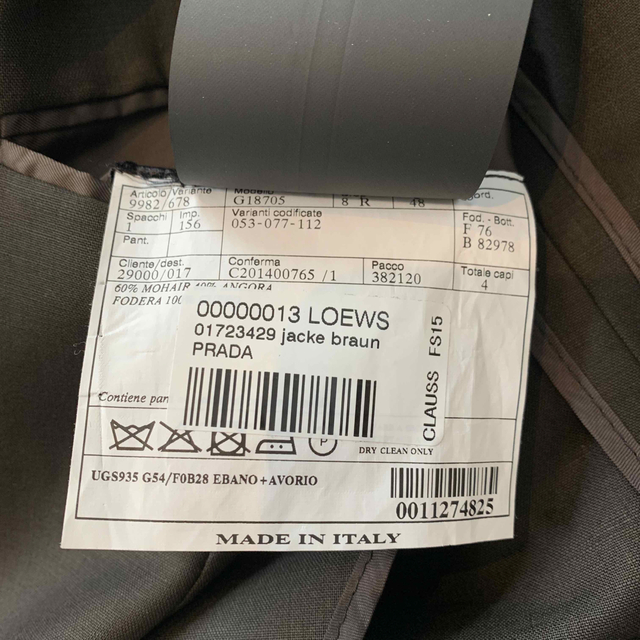 Articolo/Variante
9982/678
Modello
G18705
8 R
48
Spacchi
1
Imp.
156
Varianti codificate
053-077-112
Fod. - Bott.
F 76
B 82978
Pant.
Cliente/dest.
29000/017
Conferma
C201400765 /1
Pacco
382120
Totale capi
4
60% MOHAIR 40% ANGORA
FODERA 100
00000013 LOEWS
01723429 jacke braun
PRADA
CLAUSS FS15
Contiene par
P
DRY CLEAN ONLY
UGS935 G54/F0B28 EBANO+AVORIO
0011274825
MADE IN ITALY